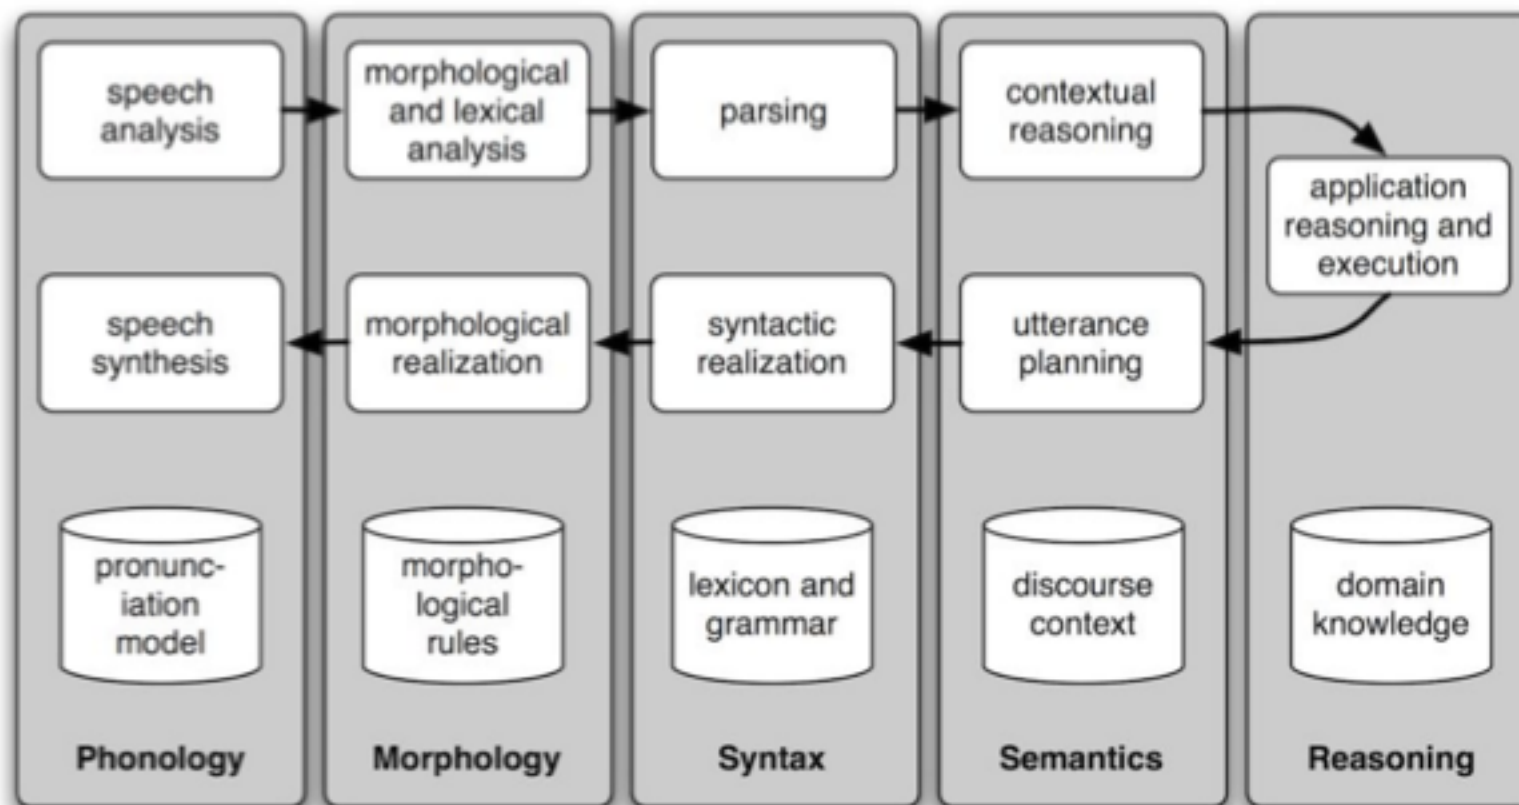 speech
analysis
morphological
and lexical
analysis
parsing
contextual
reasoning
application
reasoning and
execution
speech
synthesis
morphological
realization
syntactic
realization
utterance
planning
pronunc-
iation
model
morpho-
logical
rules
lexicon and
grammar
discourse
context
domain
knowledge
Phonology
Morphology
Syntax
Semantics
Reasoning